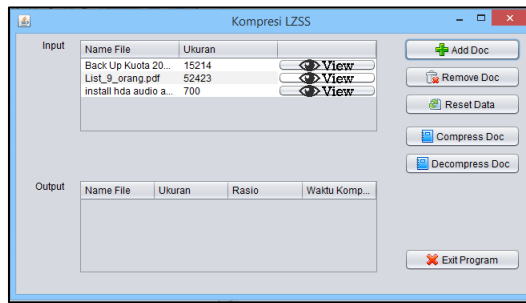 Kompresi LZSS
Input
Name File Ukuran
Back Up Kuota 20... 15214 View
List_9_orang.pdf 52423 View
install hda audio a... 700 View
Add Doc
Remove Doc
Reset Data
Compress Doc
Decompress Doc
Output
Name File Ukuran Rasio Waktu Komp...
Exit Program